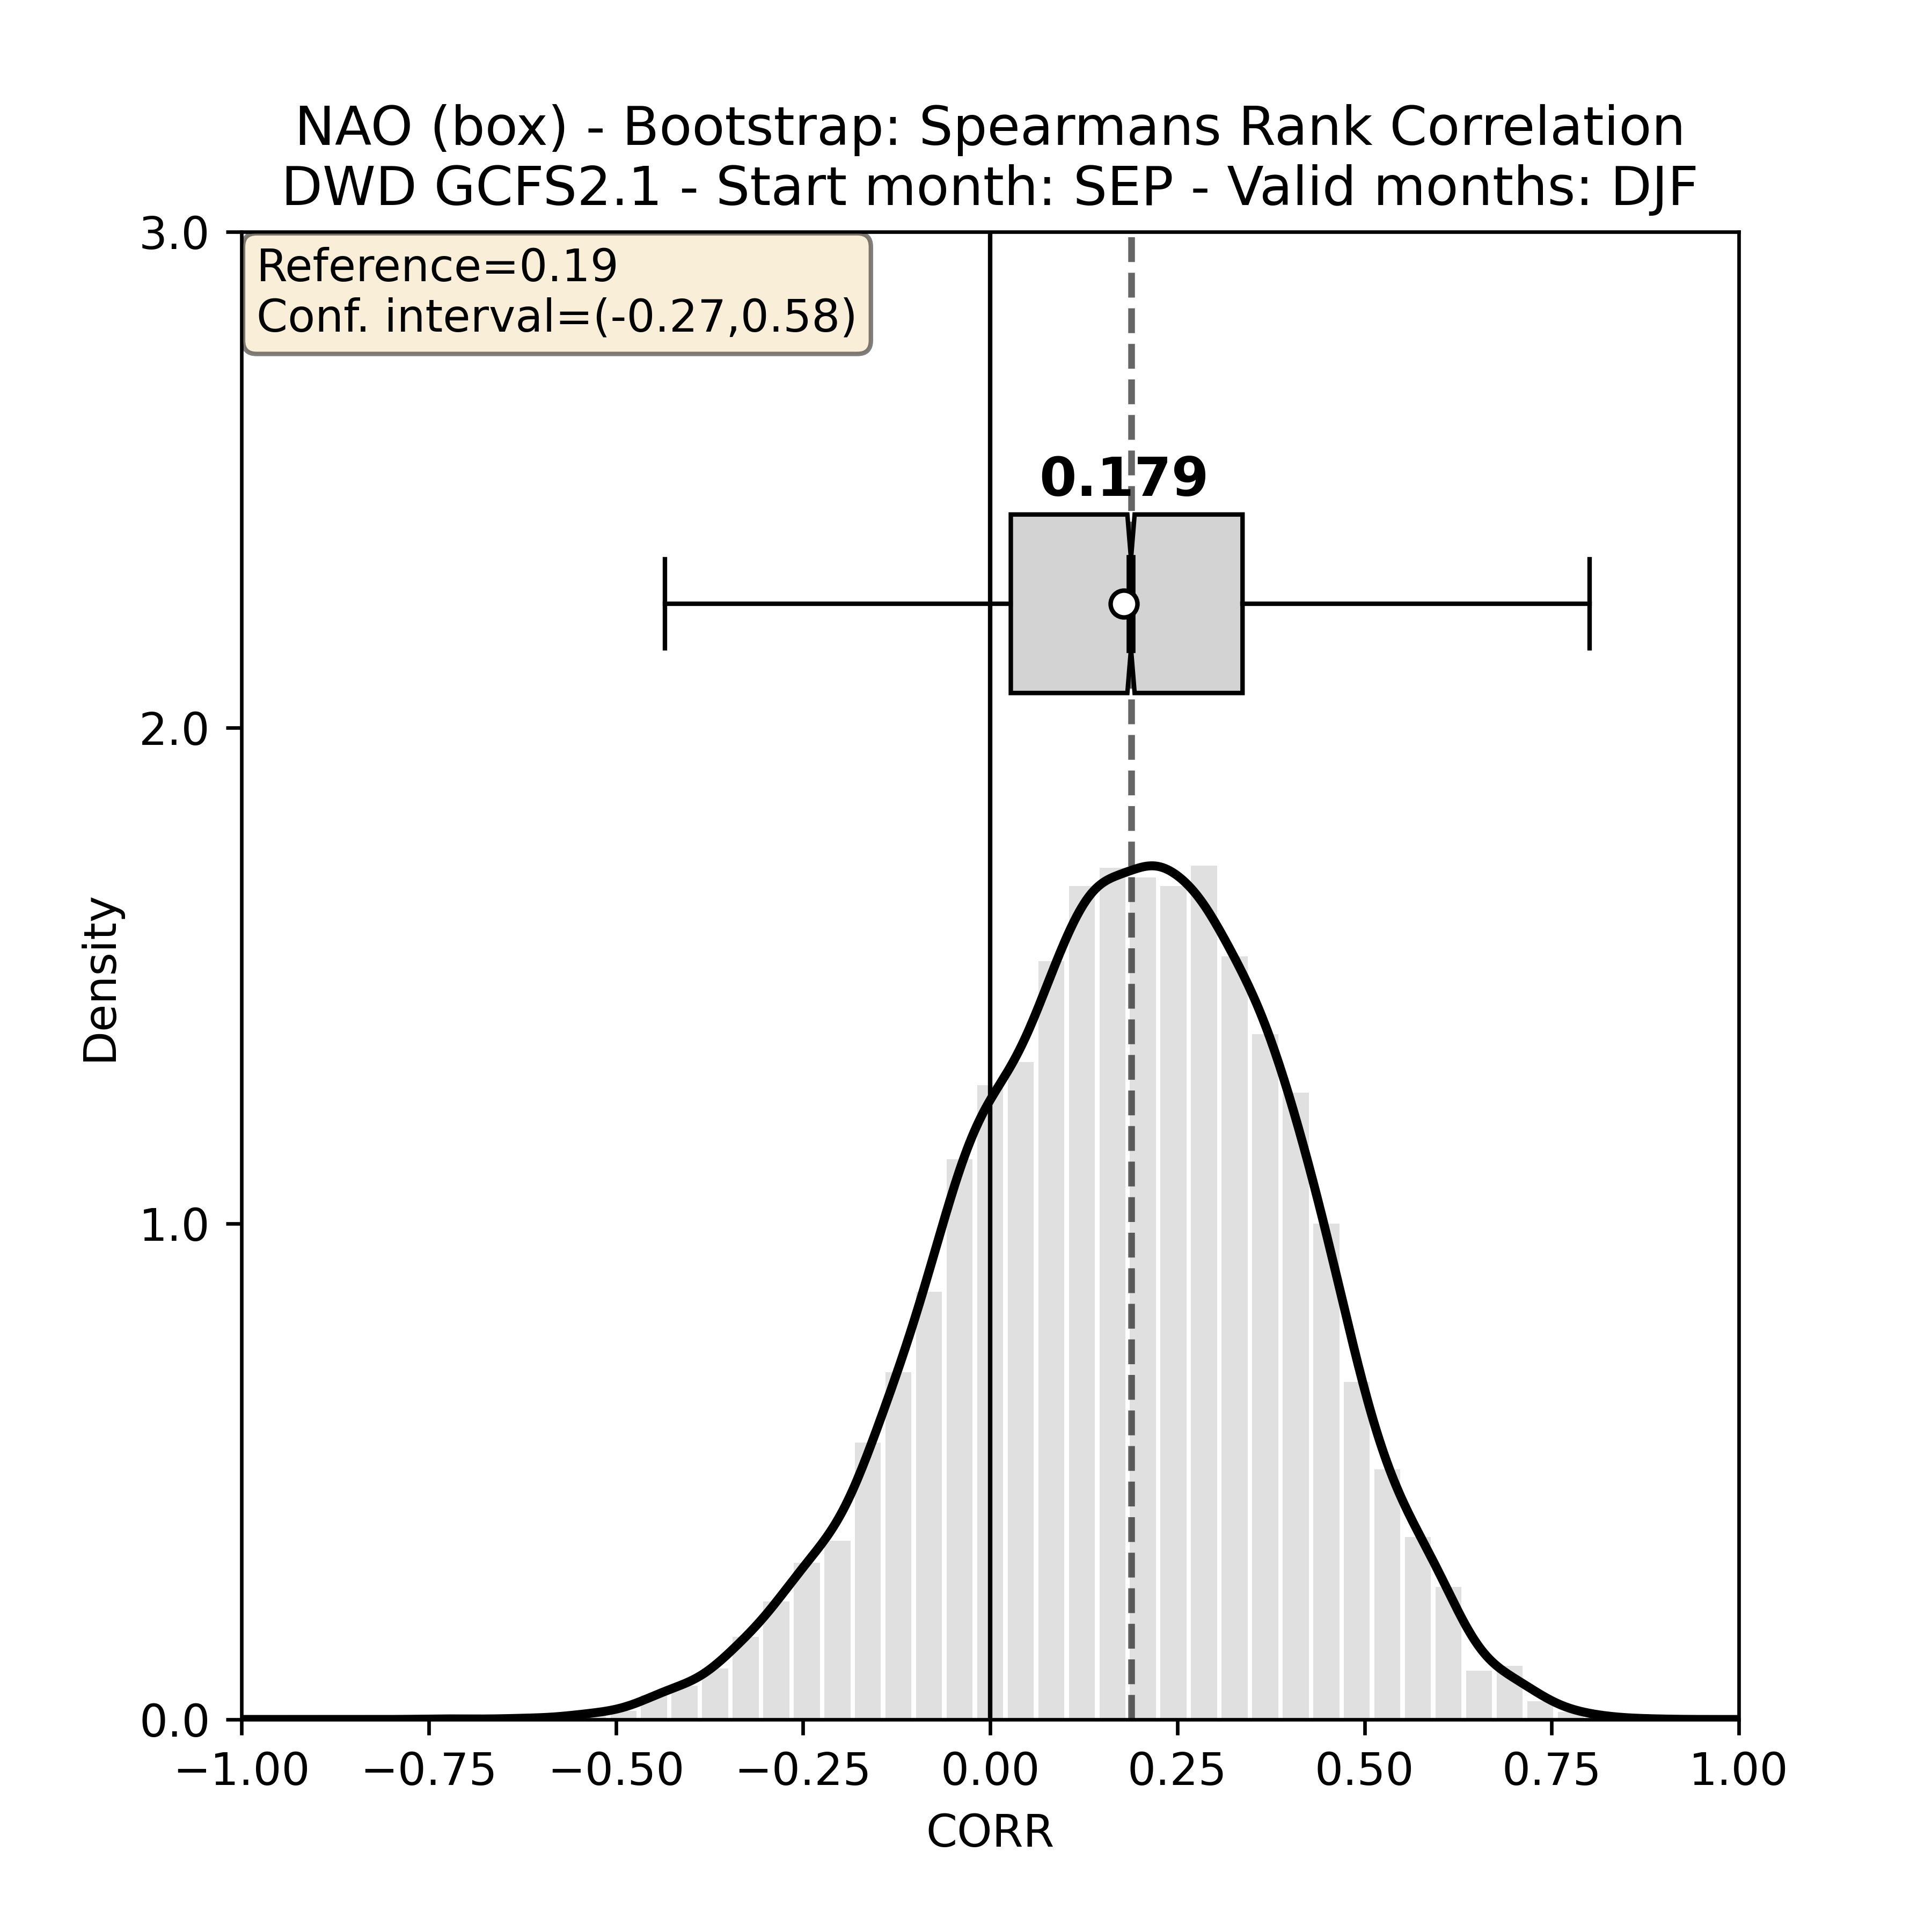 NAO (box) - Bootstrap: Spearmans Rank Correlation
DWD GCFS2.1 - Start month: SEP - Valid months: DJF
3.0
Reference=0.19
Conf. interval=(-0.27,0.58)
0.179
2.0
Density
1.0
0.0
−1.00 −0.75 −0.50 −0.25 0.00 0.25 0.50 0.75 1.00
CORR